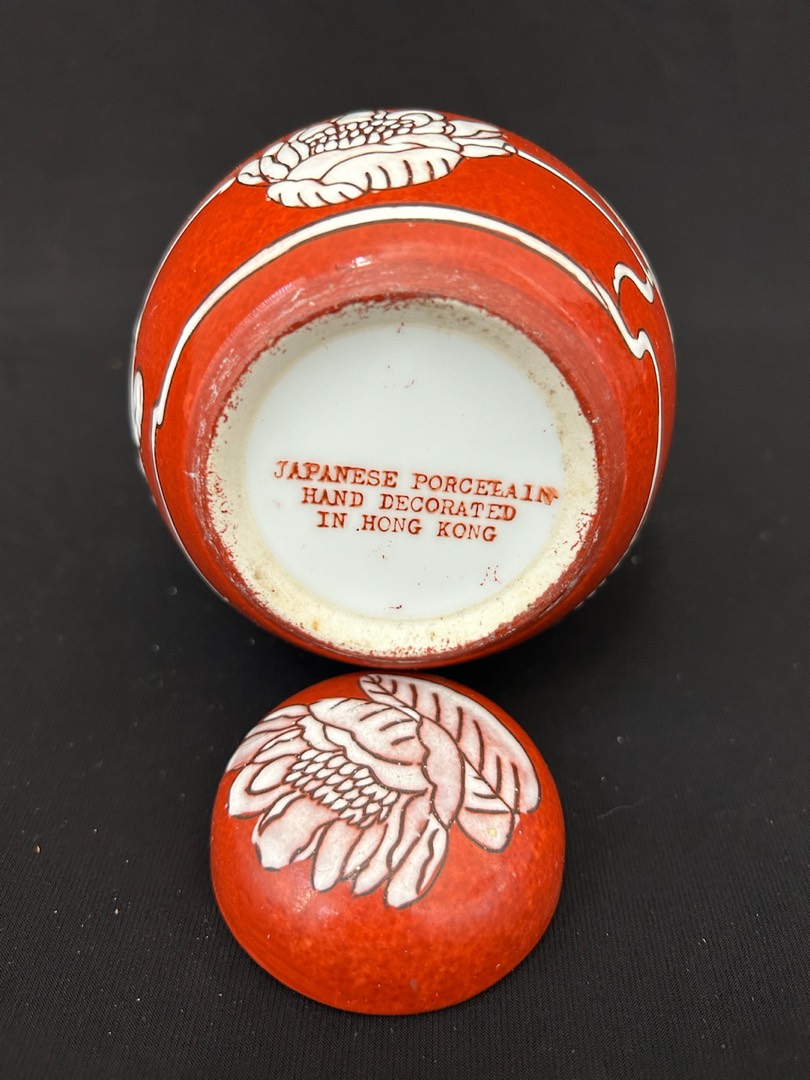 JAPANESE PORCELAIN
HAND DECORATED
IN HONG KONG